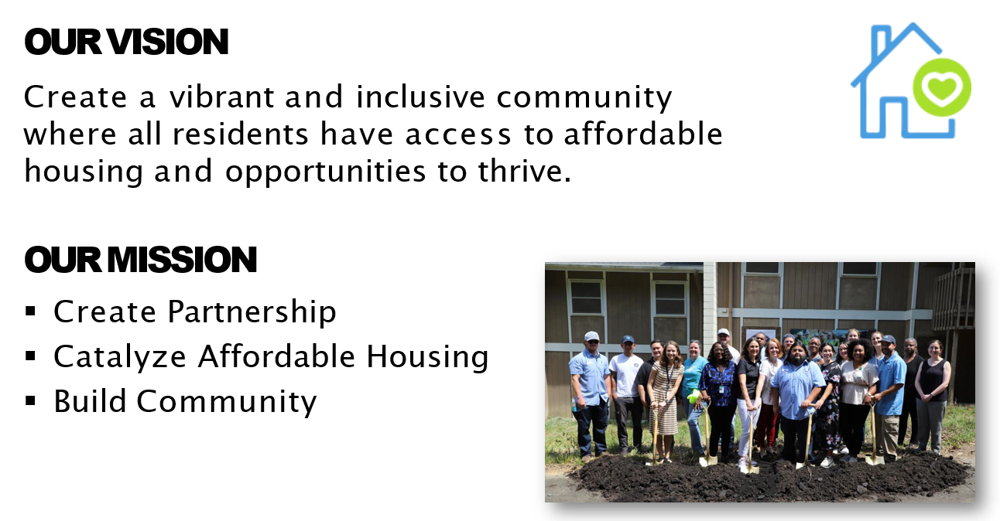 OUR VISION
Create a vibrant and inclusive community
where all residents have access to affordable
housing and opportunities to thrive.
OUR MISSION
▪ Create Partnership
▪ Catalyze Affordable Housing
▪ Build Community